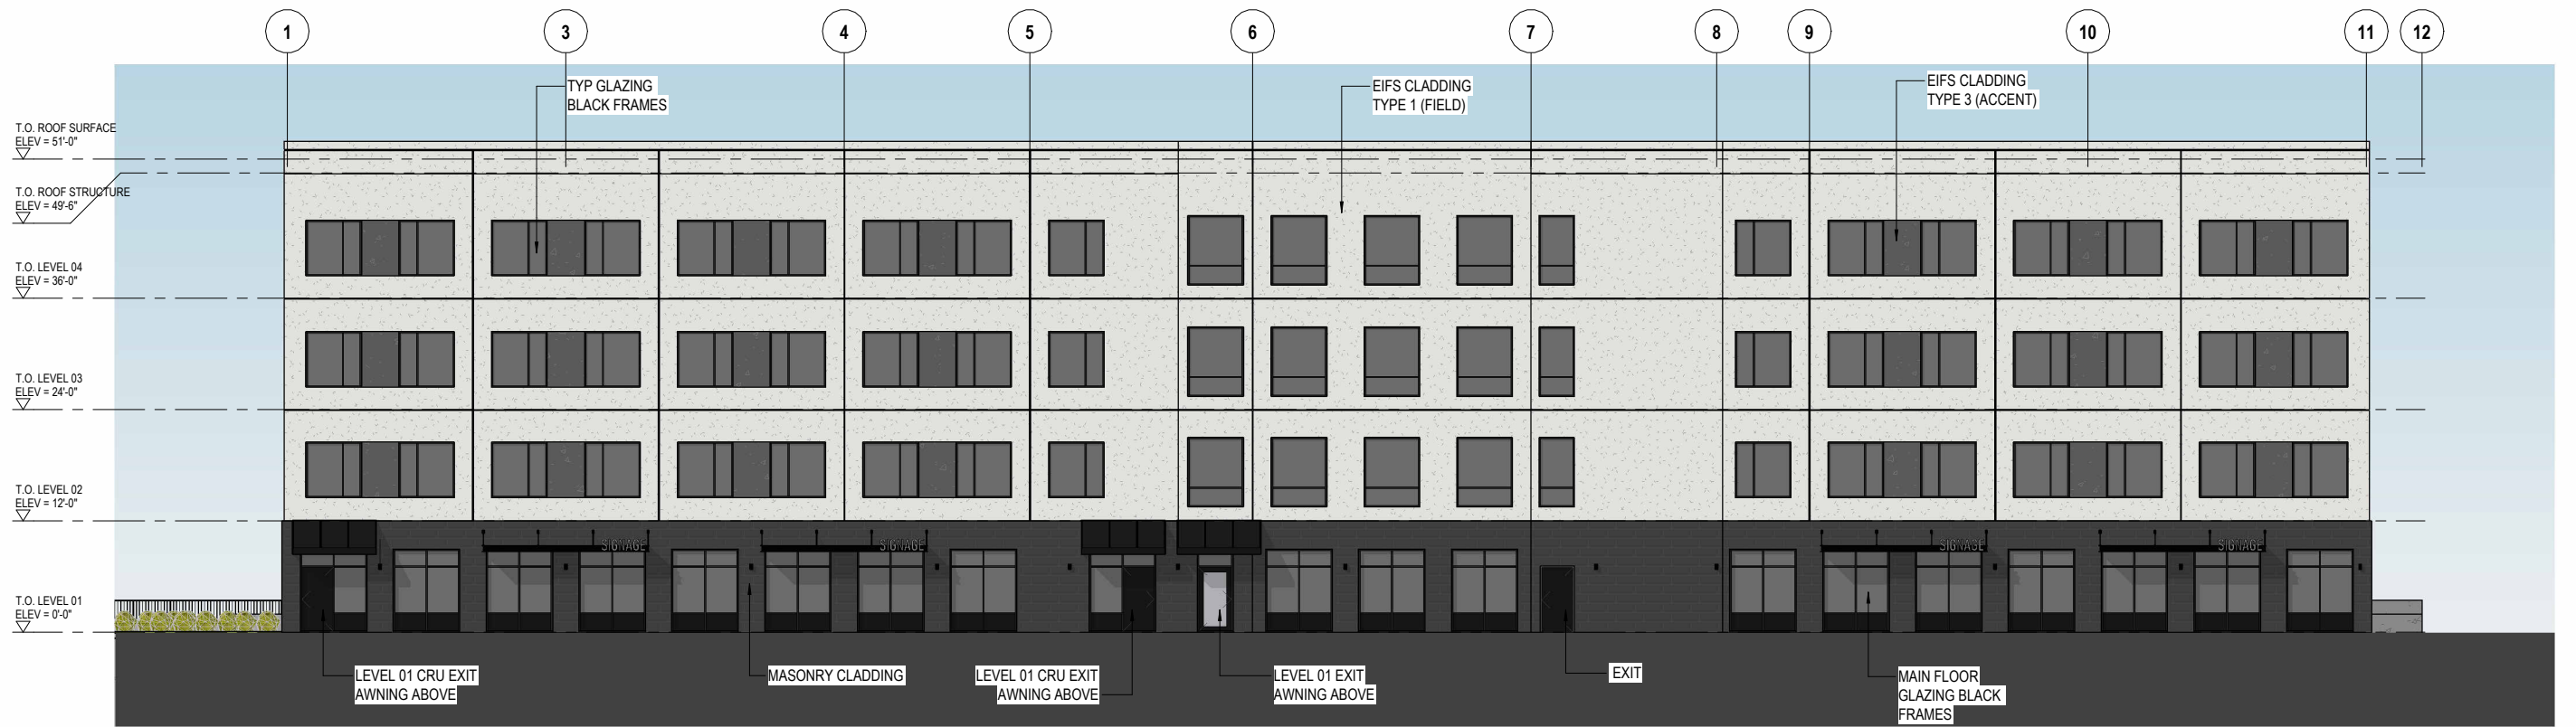 1
3
4
5
6
7
8
9
10
11
12
TYP GLAZING
BLACK FRAMES
EIFS CLADDING
TYPE 1 (FIELD)
EIFS CLADDING
TYPE 3 (ACCENT)
T.O. ROOF SURFACE
ELEV = 51'-0"
T.O. ROOF STRUCTURE
ELEV = 49'-6"
T.O. LEVEL 04
ELEV = 36'-0"
T.O. LEVEL 03
ELEV = 24'-0"
T.O. LEVEL 02
ELEV = 12'-0"
SIGNAGE
SIGNAGE
SIGNAGE
SIGNAGE
T.O. LEVEL 01
ELEV = 0'-0"
LEVEL 01 CRU EXIT
AWNING ABOVE
MASONRY CLADDING
LEVEL 01 CRU EXIT
AWNING ABOVE
LEVEL 01 EXIT
AWNING ABOVE
EXIT
MAIN FLOOR
GLAZING BLACK
FRAMES